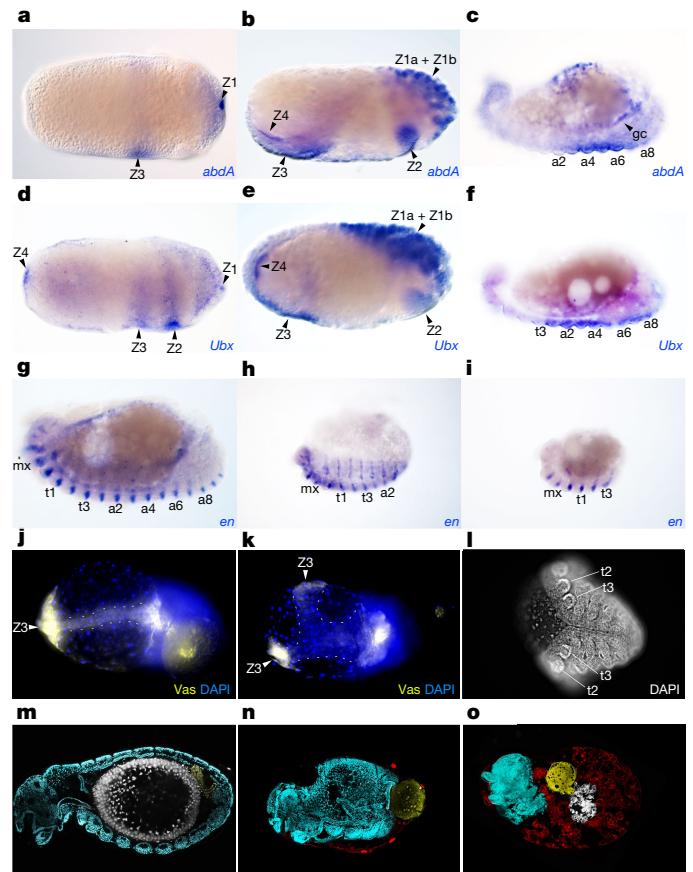 a
b
c
Z1
Z3
abdA
Z1a + Z1b
Z4
Z3
Z2
abdA
gc
a2 a4 a6 a8
abdA
d
e
f
Z4
Z1
Z3 Z2
Ubx
Z1a + Z1b
Z4
Z3
Z2
Ubx
t3 a2 a4 a6 a8
Ubx
g
h
i
mx
t1 t3 a2 a4 a6 a8
en
mx t1 t3 a2
en
mx t1 t3
en
j
k
l
Z3
Vas DAPI
Z3
Z3
Vas DAPI
t2
t3
t3
t2
DAPI
m
n
o